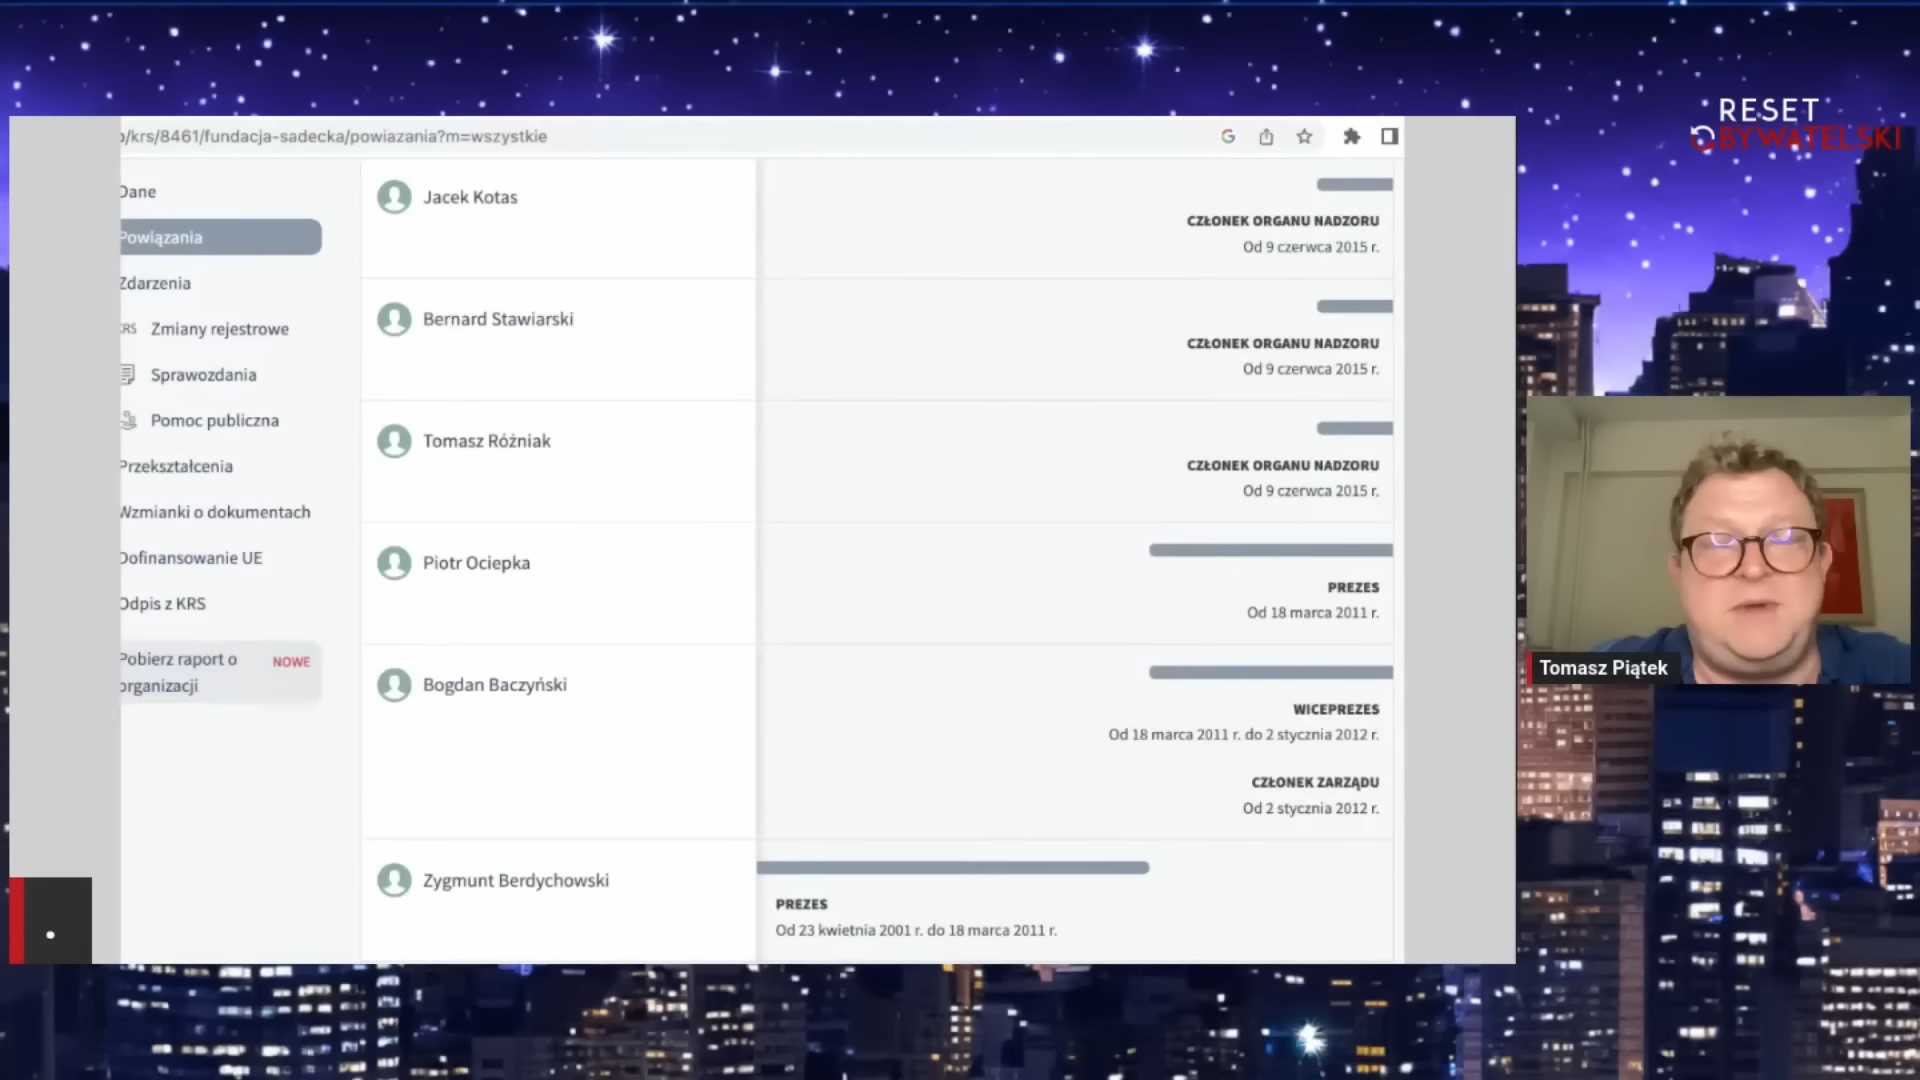 RESET
OBYWATELSKI
/krs/8461/fundacja-sadecka/powiazania?m=wszystkie
Dane
Powiązania
Zdarzenia
KRS Zmiany rejestrowe
Sprawozdania
Pomoc publiczna
Przekształcenia
Wzmianki o dokumentach
Dofinansowanie UE
Odpis z KRS
Pobierz raport o
organizacji
NOWE
Jacek Kotas
CZŁONEK ORGANU NADZORU
Od 9 czerwca 2015 r.
Bernard Stawiarski
CZŁONEK ORGANU NADZORU
Od 9 czerwca 2015 r.
Tomasz Różniak
CZŁONEK ORGANU NADZORU
Od 9 czerwca 2015 r.
Piotr Ociepka
PREZES
Od 18 marca 2011 r.
Bogdan Baczyński
WICEPREZES
Od 18 marca 2011 r. do 2 stycznia 2012 r.
CZŁONEK ZARZĄDU
Od 2 stycznia 2012 r.
Zygmunt Berdychowski
PREZES
Od 23 kwietnia 2001 r. do 18 marca 2011 r.
Tomasz Piątek